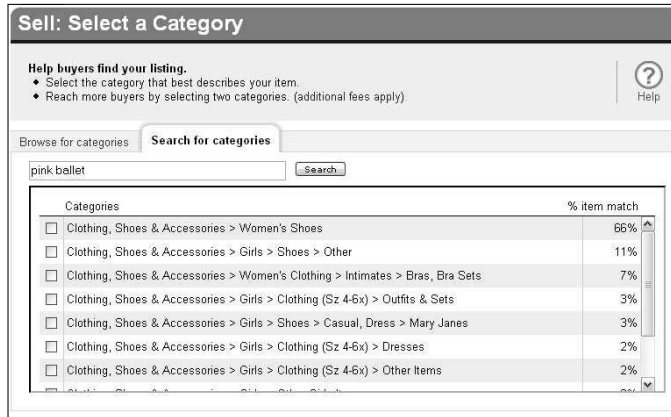 Sell: Select a Category
Help buyers find your listing.
Select the category that best describes your item.
Reach more buyers by selecting two categories. (additional fees apply)
Help
Browse for categories
Search for categories
pink ballet
Search
Categories % item match
Clothing, Shoes & Accessories > Women's Shoes 66%
Clothing, Shoes & Accessories > Girls > Shoes > Other 11%
Clothing, Shoes & Accessories > Women's Clothing > Intimates > Bras, Bra Sets 7%
Clothing, Shoes & Accessories > Girls > Clothing (Sz 4-6x) > Outfits & Sets 3%
Clothing, Shoes & Accessories > Girls > Shoes > Casual, Dress > Mary Janes 3%
Clothing, Shoes & Accessories > Girls > Clothing (Sz 4-6x) > Dresses 2%
Clothing, Shoes & Accessories > Girls > Clothing (Sz 4-6x) > Other Items 2%